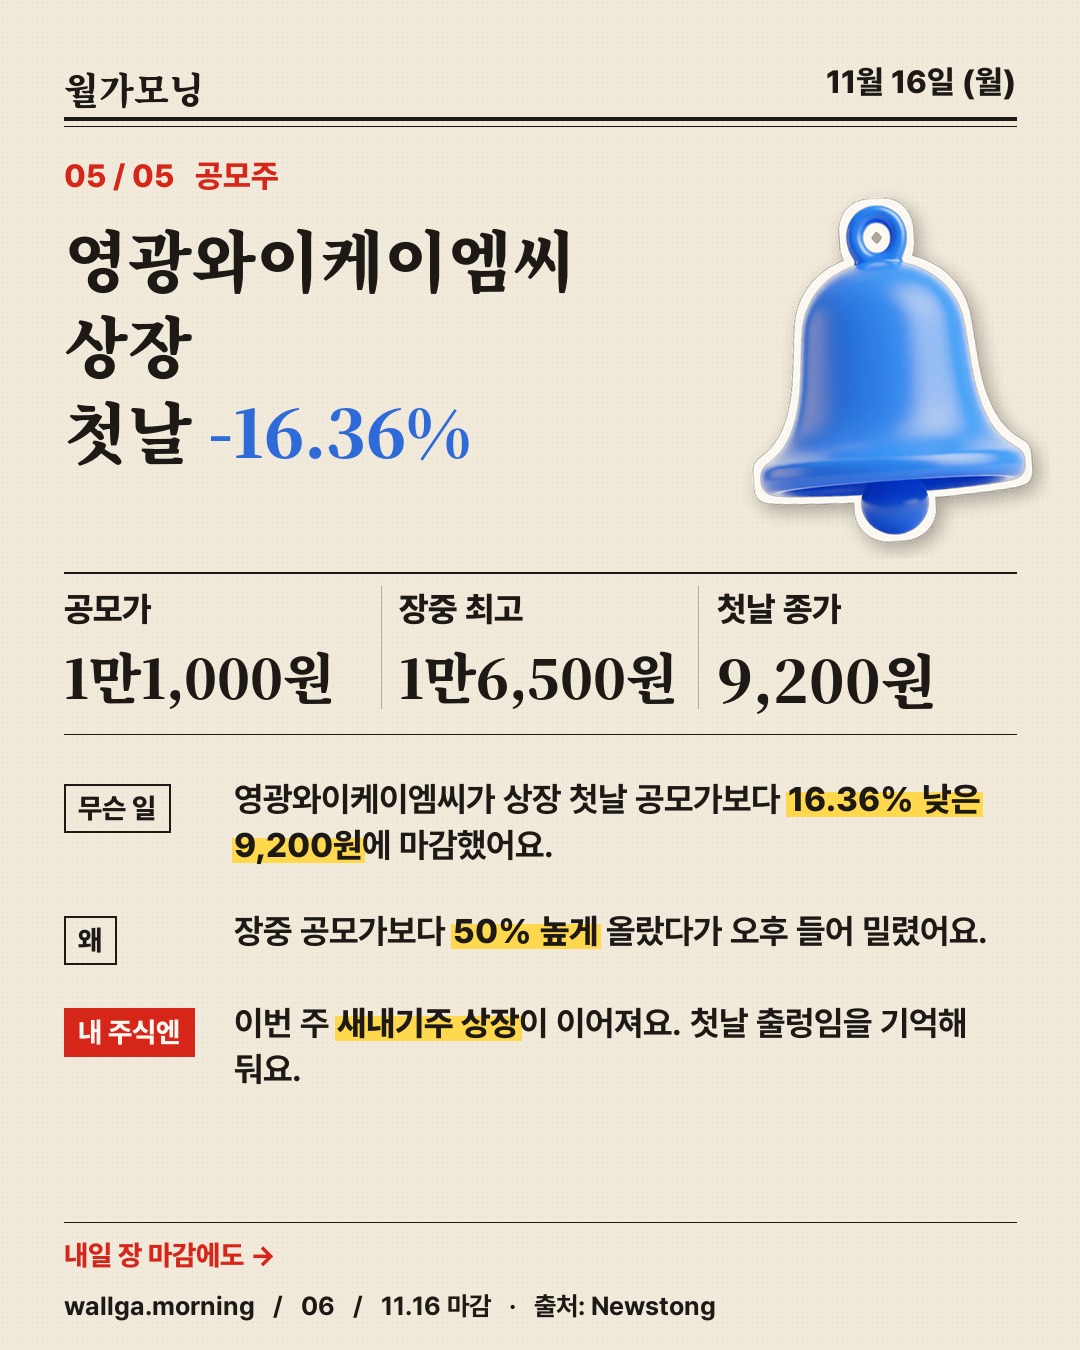 월가모닝
11월 16일 (월)
05 / 05 공모주
영광와이케이엠씨
상장
첫날 -16.36%
공모가
1만1,000원
장중 최고
1만6,500원
첫날 종가
9,200원
무슨 일
영광와이케이엠씨가 상장 첫날 공모가보다 16.36% 낮은
9,200원에 마감했어요.
왜
장중 공모가보다 50% 높게 올랐다가 오후 들어 밀렸어요.
내 주식엔
이번 주 새내기주 상장이 이어져요. 첫날 출렁임을 기억해
둬요.
내일 장 마감에도 →
wallga.morning / 06 / 11.16 마감 · 출처: Newstong